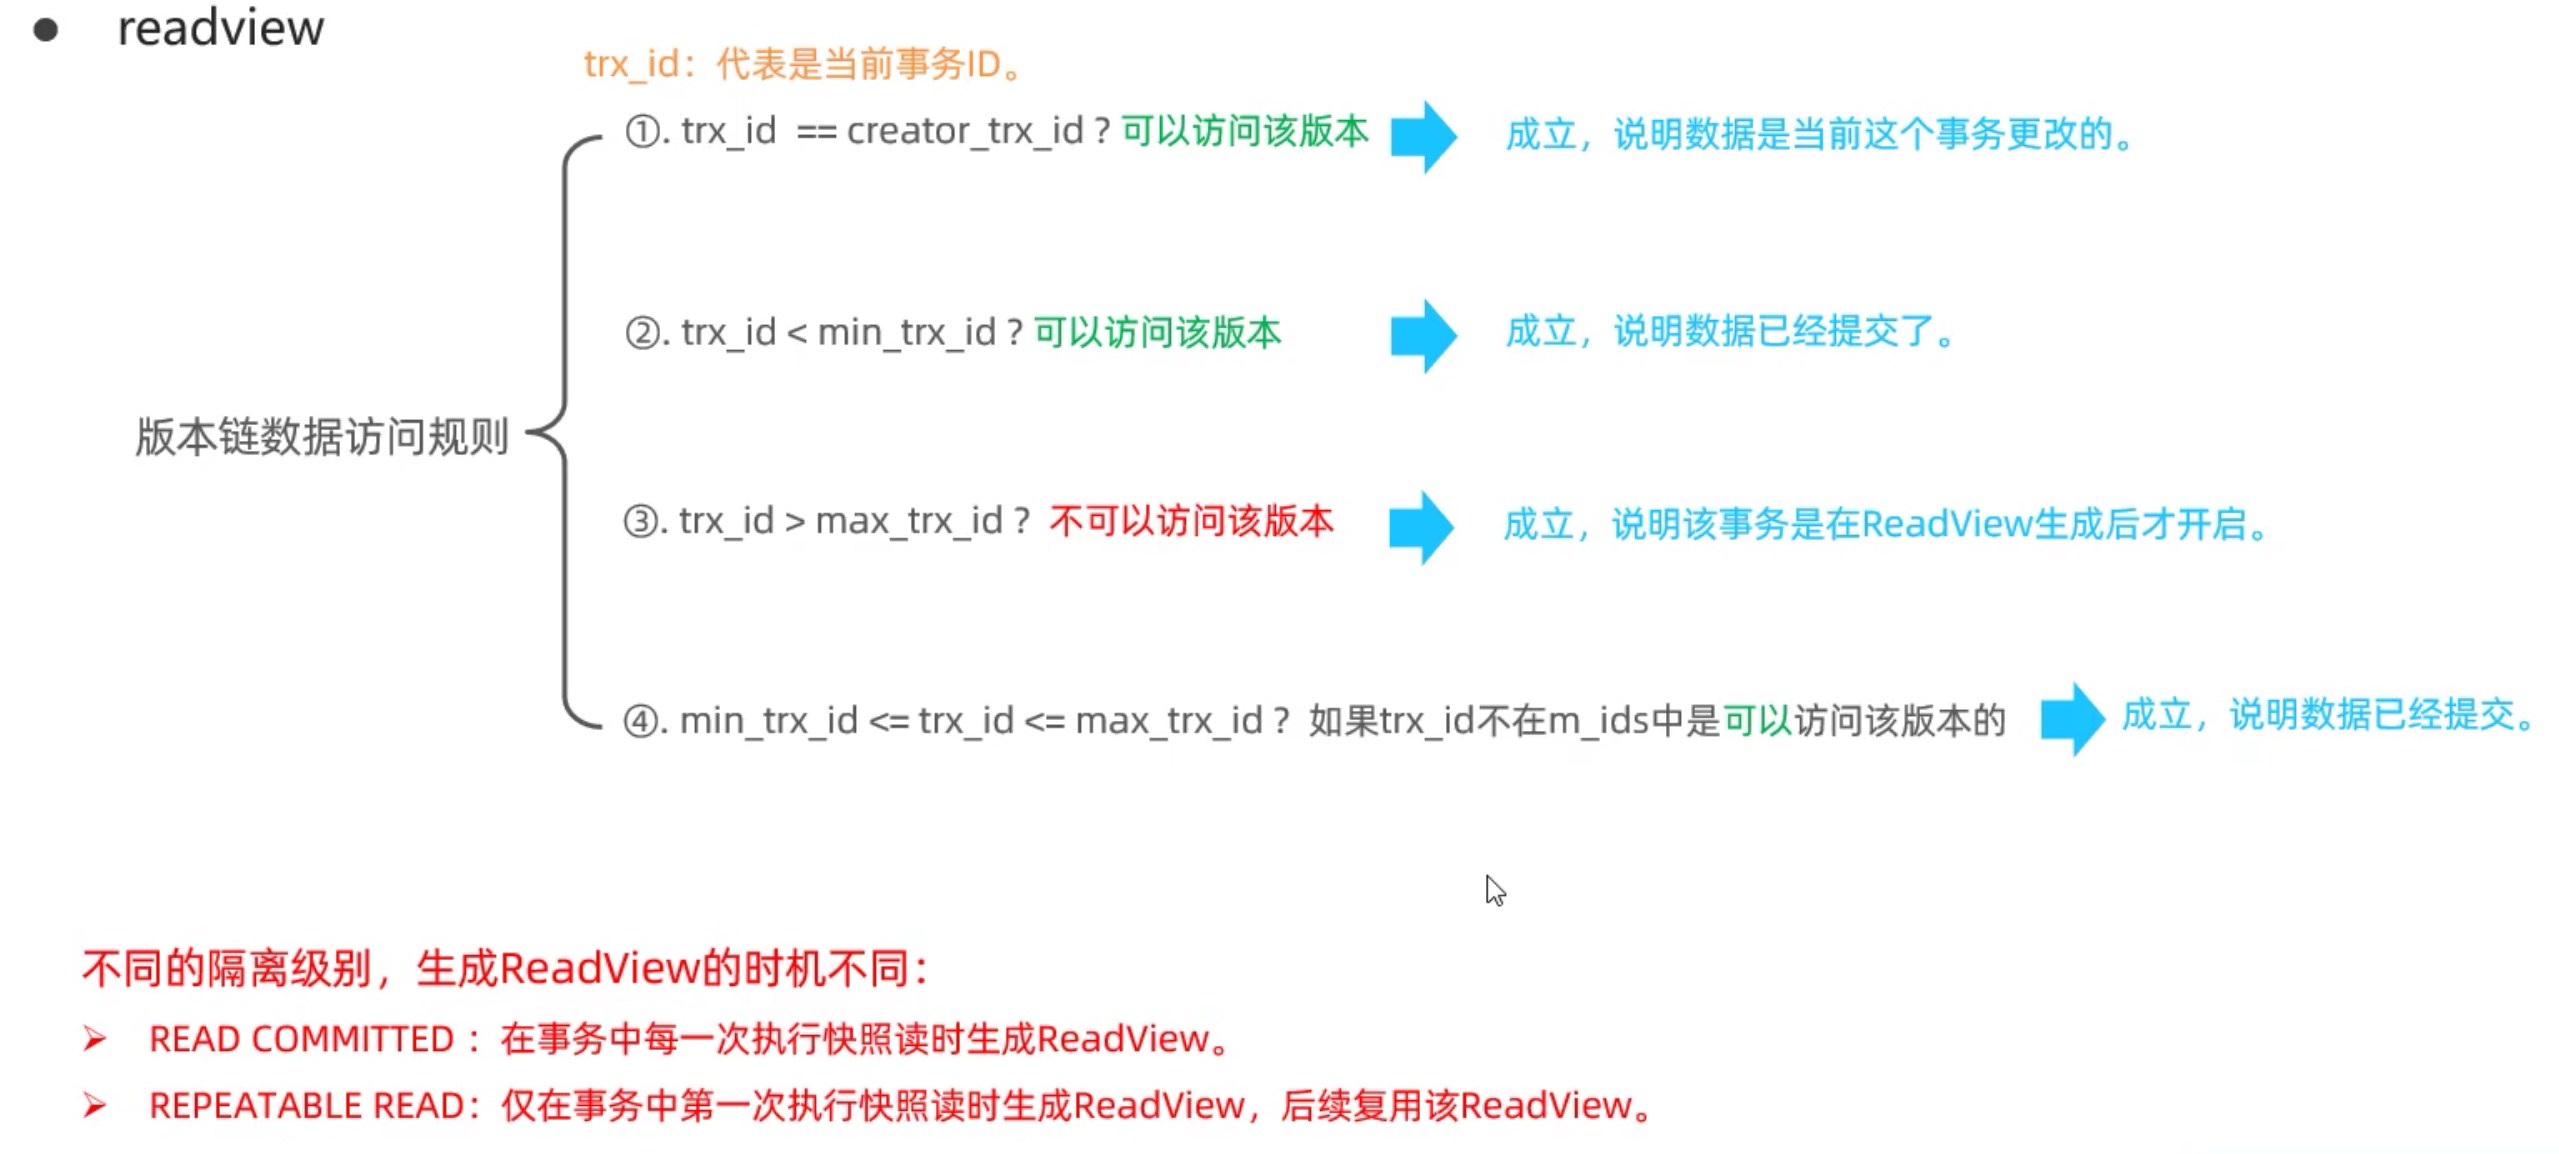 ● readview
trx_id：代表是当前事务ID。
①. trx_id == creator_trx_id ? 可以访问该版本 成立，说明数据是当前这个事务更改的。
②. trx_id < min_trx_id ? 可以访问该版本 成立，说明数据已经提交了。
版本链数据访问规则
③. trx_id > max_trx_id ? 不可以访问该版本 成立，说明该事务是在ReadView生成后才开启。
④. min_trx_id <= trx_id <= max_trx_id ? 如果trx_id不在m_ids中是可以访问该版本的 成立，说明数据已经提交。
不同的隔离级别，生成ReadView的时机不同：
➢ READ COMMITTED ：在事务中每一次执行快照读时生成ReadView。
➢ REPEATABLE READ：仅在事务中第一次执行快照读时生成ReadView，后续复用该ReadView。